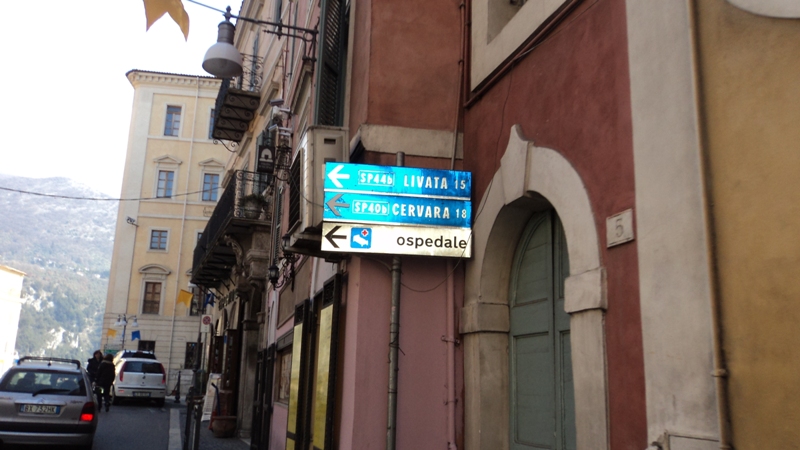 SP44b LIVATA 15
SP40b CERVARA 18
ospedale
5